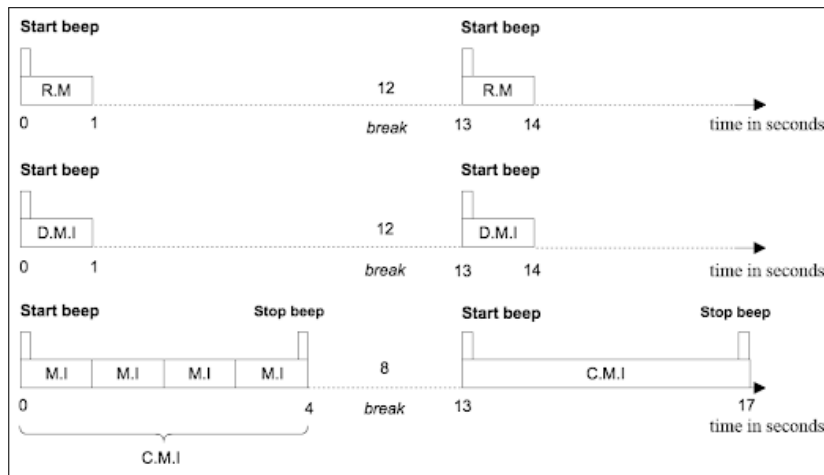 Start beep Start beep
R.M 12 R.M
0 1 break 13 14 time in seconds
Start beep Start beep
D.M.I 12 D.M.I
0 1 break 13 14 time in seconds
Start beep Stop beep Start beep Stop beep
M.I M.I M.I M.I 8 C.M.I
0 4 break 13 17 time in seconds
C.M.I